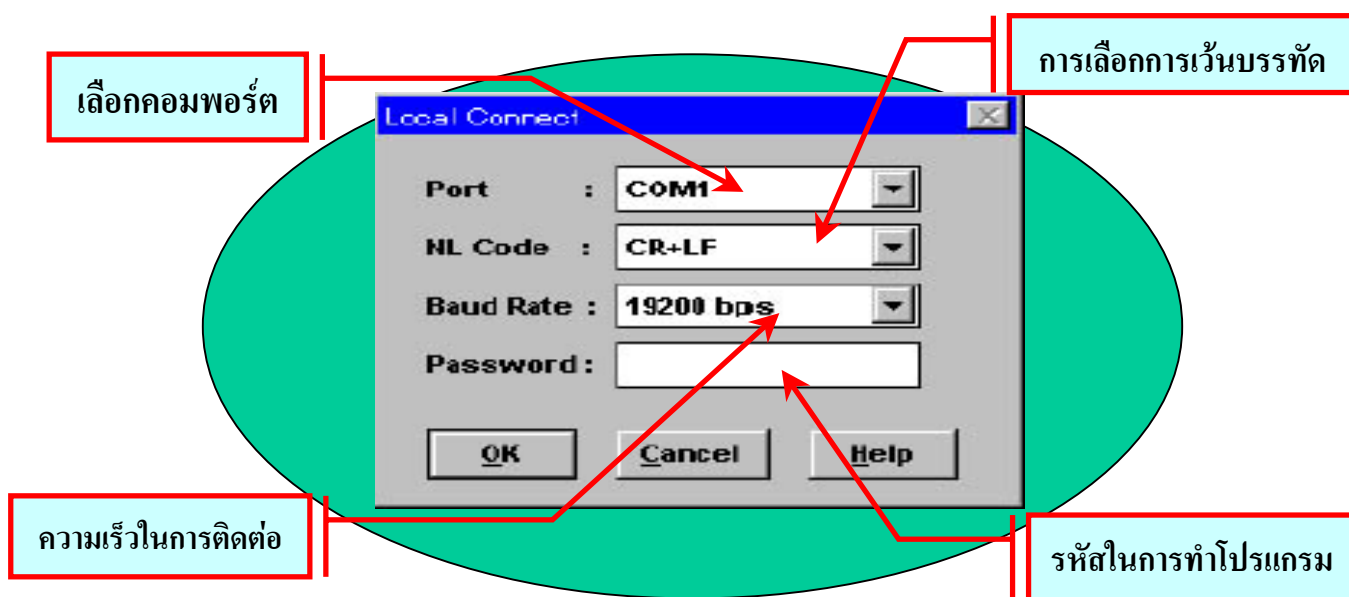 การเลือกการเว้นบรรทัด
เลือกคอมพอร์ต
Local Connect
Port : COM1
NL Code : CR+LF
Baud Rate : 19200 bps
Password :
OK Cancel Help
ความเร็วในการติดต่อ
รหัสในการทำโปรแกรม